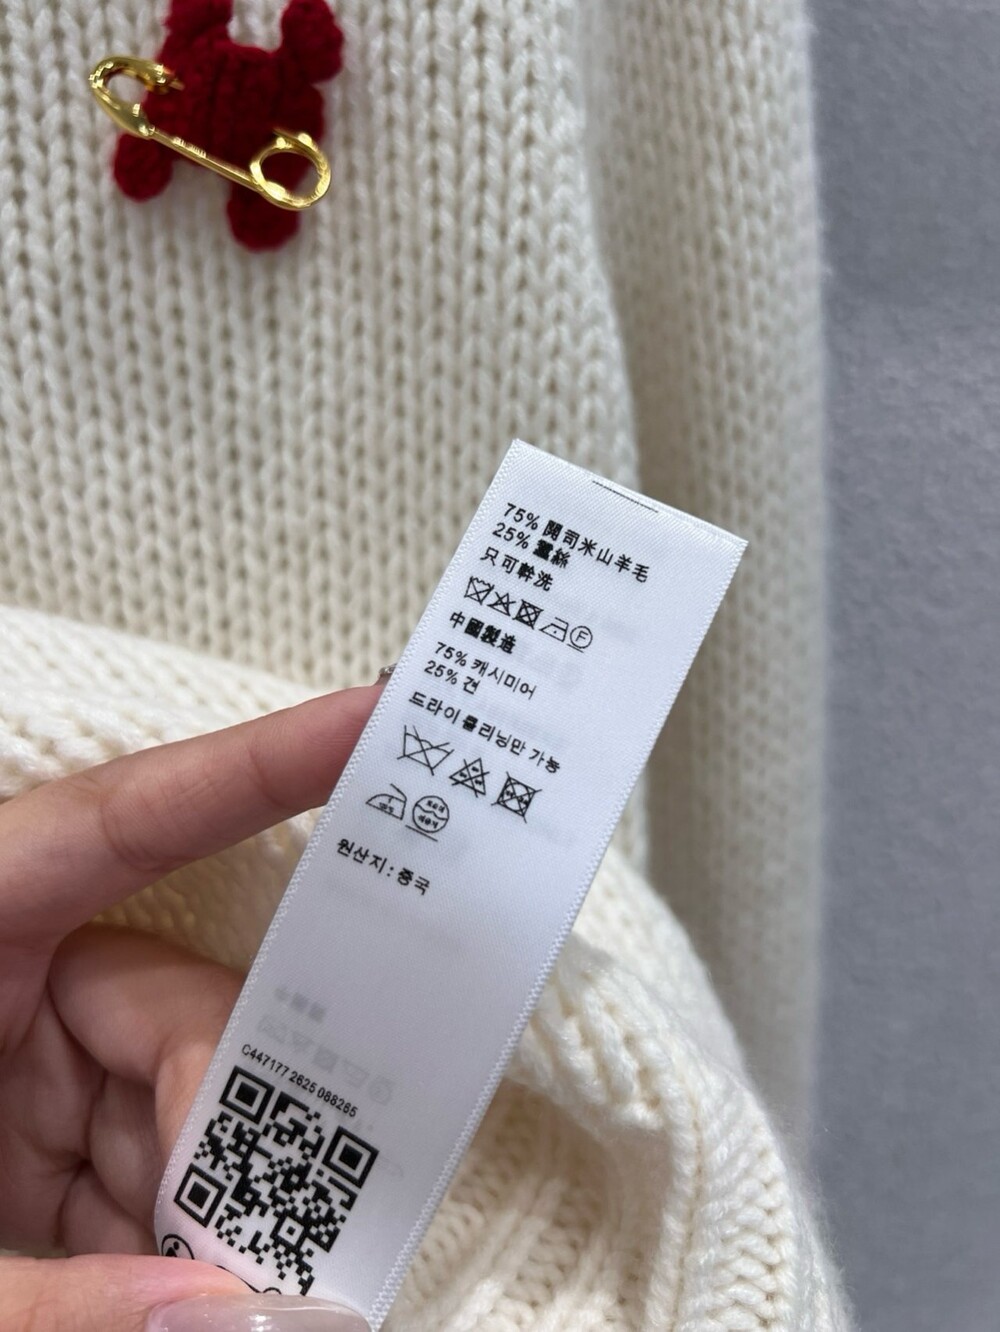 75% 開司米山羊毛
25% 蠶絲
只可幹洗
F
中國製造
75% 캐시미어
25% 견
드라이 클리닝만 가능
원산지: 중국
C447177 2625 088265